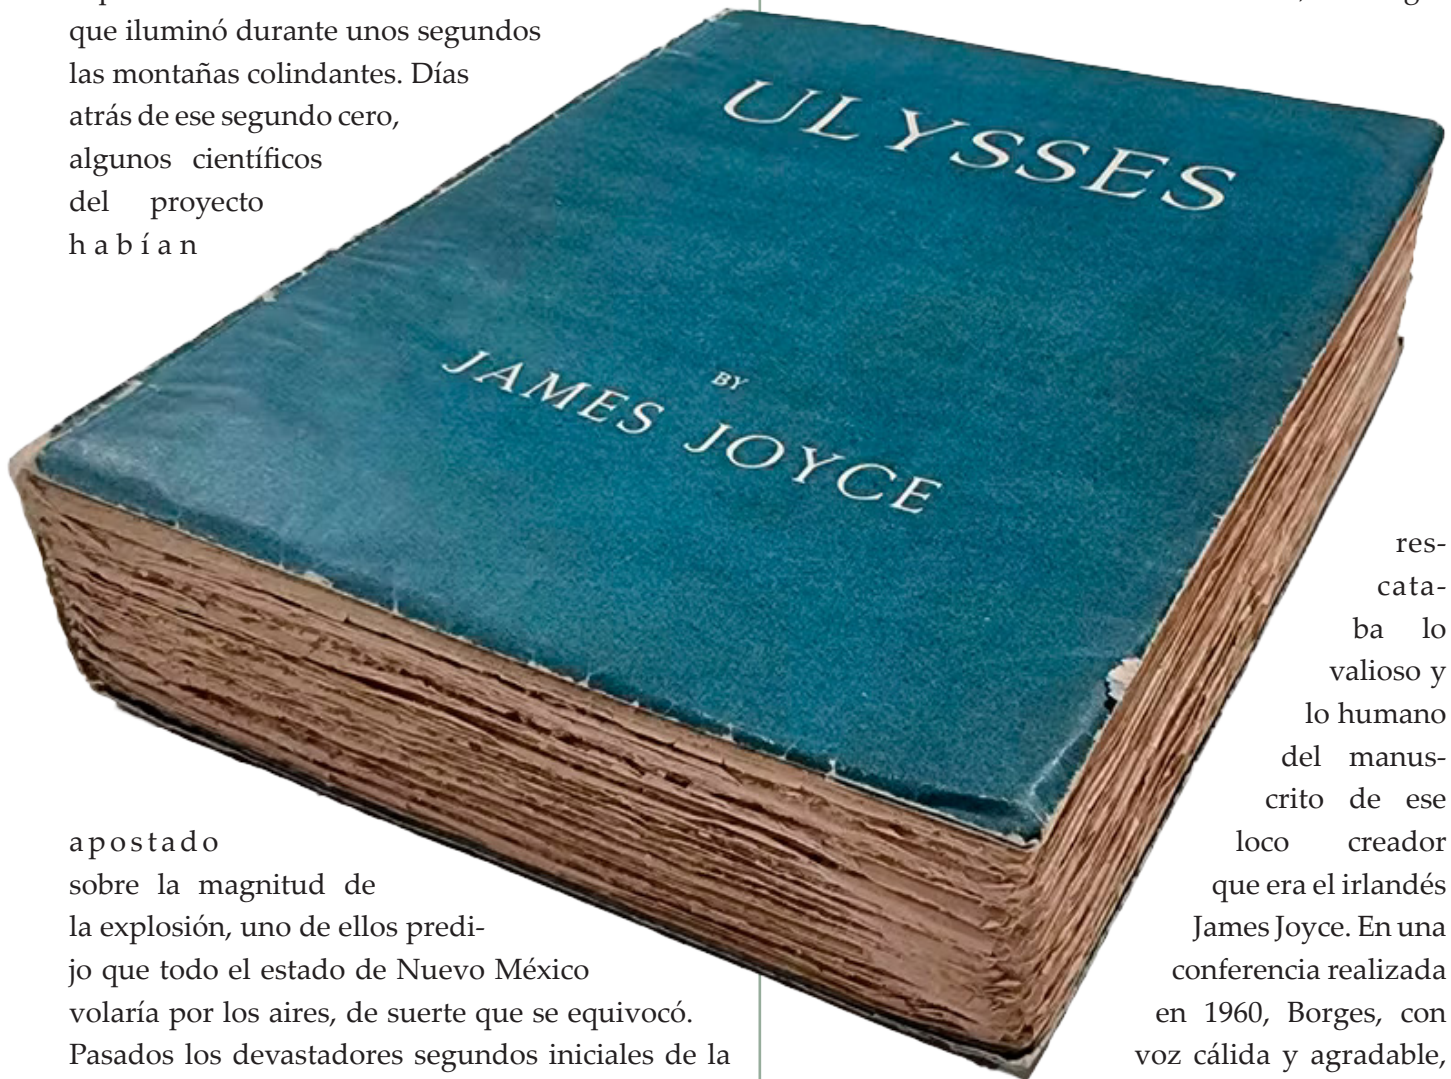 que iluminó durante unos segundos
las montañas colindantes. Días
atrás de ese segundo cero,
algunos científicos
del proyecto
habían
apostado
sobre la magnitud de
la explosión, uno de ellos predi-
jo que todo el estado de Nuevo México
volaría por los aires, de suerte que se equivocó.
Pasados los devastadores segundos iniciales de la
ULYSSES
BY
JAMES JOYCE
res-
cata-
ba lo
valioso y
lo humano
del manus-
crito de ese
loco creador
que era el irlandés
James Joyce. En una
conferencia realizada
en 1960, Borges, con
voz cálida y agradable,